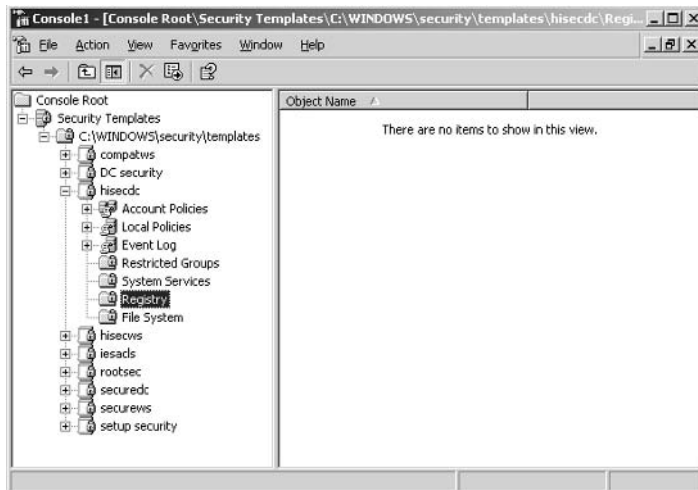 Console1 - [Console Root\Security Templates\C:\WINDOWS\security\templates\hisecdc\Regi...
File Action View Favorites Window Help
Console Root
Security Templates
C:\WINDOWS\security\templates
compatws
DC security
hisecdc
Account Policies
Local Policies
Event Log
Restricted Groups
System Services
Registry
File System
hisecws
iesacls
rootsec
securedc
securews
setup security
Object Name
There are no items to show in this view.